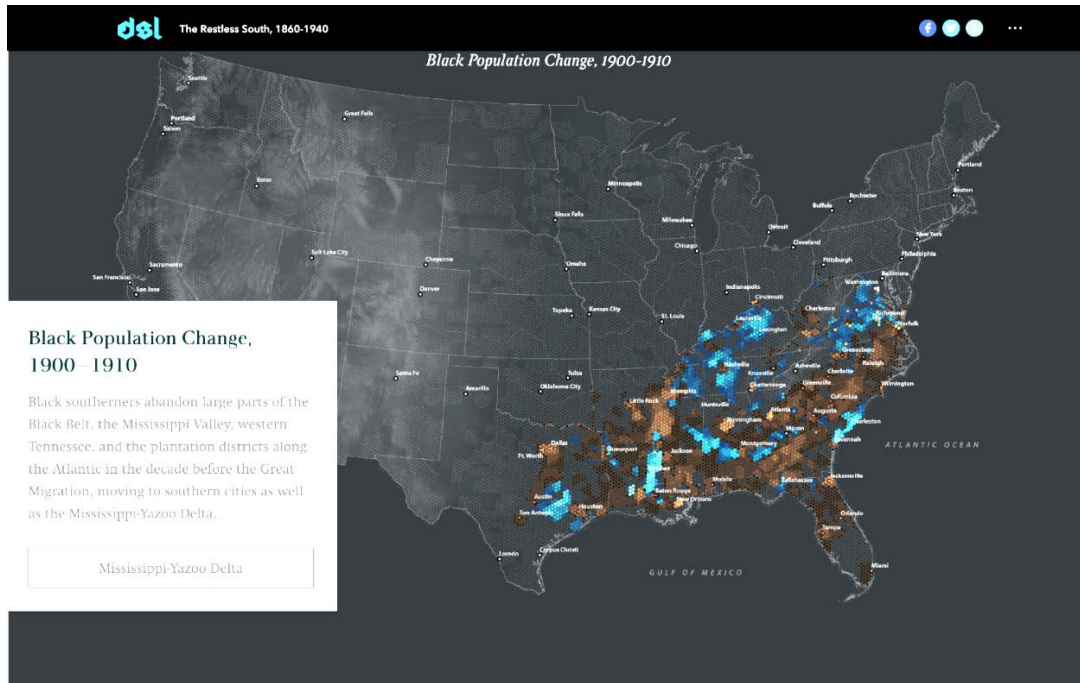 dsl The Restless South, 1860-1940
Black Population Change, 1900-1910
Seattle
Portland
Salem
Great Falls
Boise
Minneapolis
Sioux Falls
Milwaukee
Detroit
Buffalo
Rochester
Portland
Boston
New York
Philadelphia
Cleveland
Chicago
Pittsburgh
Baltimore
Washington
Salt Lake City
Cheyenne
Omaha
Sacramento
San Francisco
San Jose
Denver
Indianapolis
Cincinnati
Topeka
Kansas City
St. Louis
Louisville
Lexington
Charleston
Richmond
Norfolk
Greensboro
Raleigh
Santa Fe
Amarillo
Tulsa
Oklahoma City
Nashville
Knoxville
Asheville
Charlotte
Wilmington
Memphis
Chattanooga
Greenville
Little Rock
Huntsville
Atlanta
Columbia
Birmingham
Augusta
Charleston
Dallas
Ft. Worth
Shreveport
Jackson
Montgomery
Macon
Savannah
ATLANTIC OCEAN
Natchez
Mobile
Tallahassee
Jacksonville
Austin
Baton Rouge
New Orleans
San Antonio
Houston
Orlando
Tampa
Laredo
Corpus Christi
GULF OF MEXICO
Miami
Black Population Change,
1900–1910
Black southerners abandon large parts of the
Black Belt, the Mississippi Valley, western
Tennessee, and the plantation districts along
the Atlantic in the decade before the Great
Migration, moving to southern cities as well
as the Mississippi-Yazoo Delta.
Mississippi-Yazoo Delta